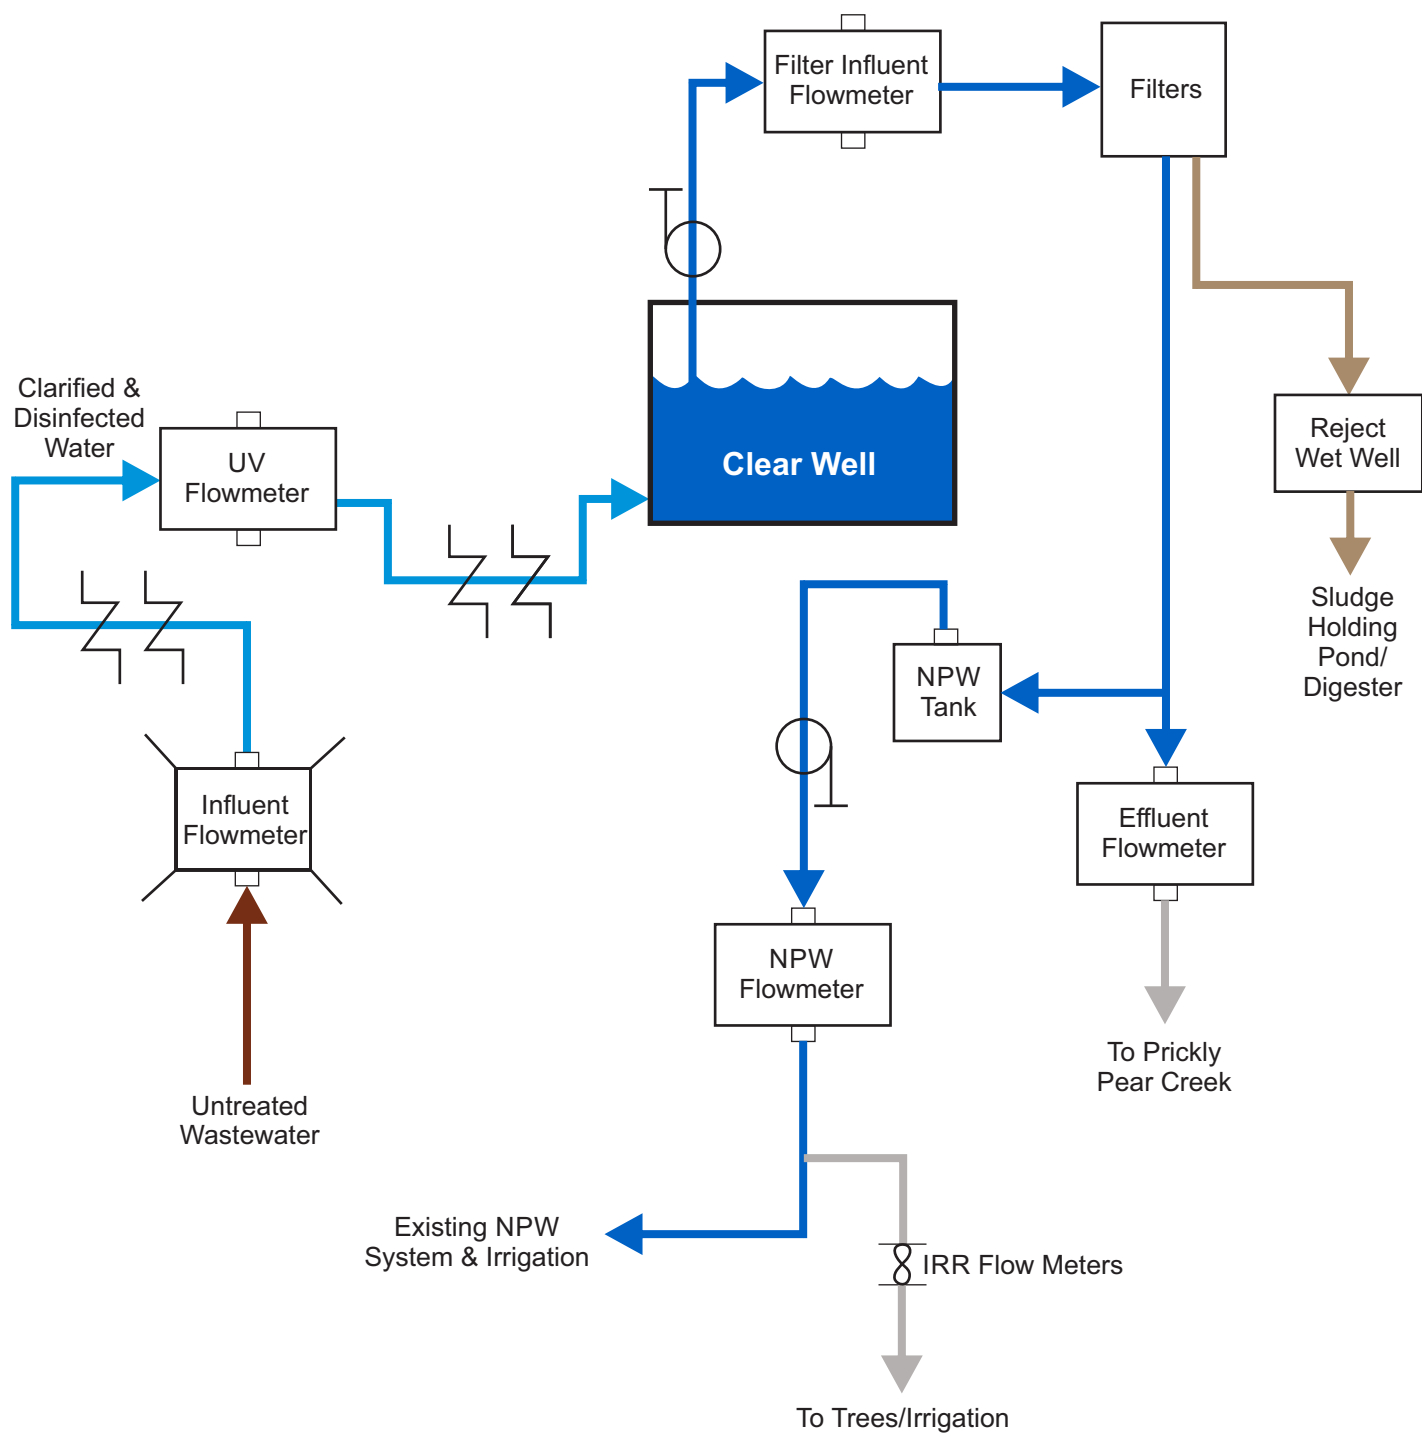 Filter Influent
Flowmeter
Filters
Clarified &
Disinfected
Water
UV
Flowmeter
Clear Well
Reject
Wet Well
Sludge
Holding
Pond/
Digester
NPW
Tank
Influent
Flowmeter
Effluent
Flowmeter
NPW
Flowmeter
To Prickly
Pear Creek
Untreated
Wastewater
Existing NPW
System & Irrigation
IRR Flow Meters
To Trees/Irrigation